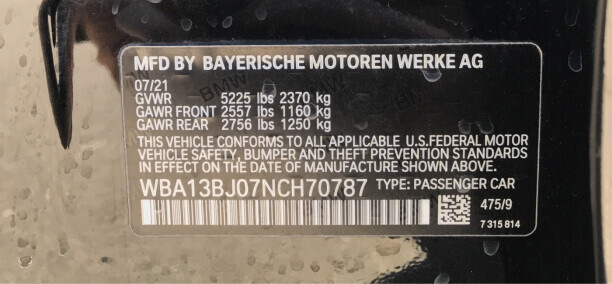 MFD BY BAYERISCHE MOTOREN WERKE AG
07/21
GVWR 5225 lbs 2370 kg
GAWR FRONT 2557 lbs 1160 kg
GAWR REAR 2756 lbs 1250 kg
THIS VEHICLE CONFORMS TO ALL APPLICABLE U.S.FEDERAL MOTOR
VEHICLE SAFETY, BUMPER AND THEFT PREVENTION STANDARDS
IN EFFECT ON THE DATE OF MANUFACTURE SHOWN ABOVE.
WBA13BJ07NCH70787 TYPE: PASSENGER CAR
475/9
7 315 814